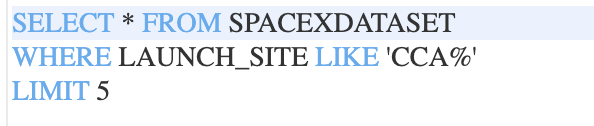 SELECT * FROM SPACEXDATASET
WHERE LAUNCH_SITE LIKE 'CCA%'
LIMIT 5